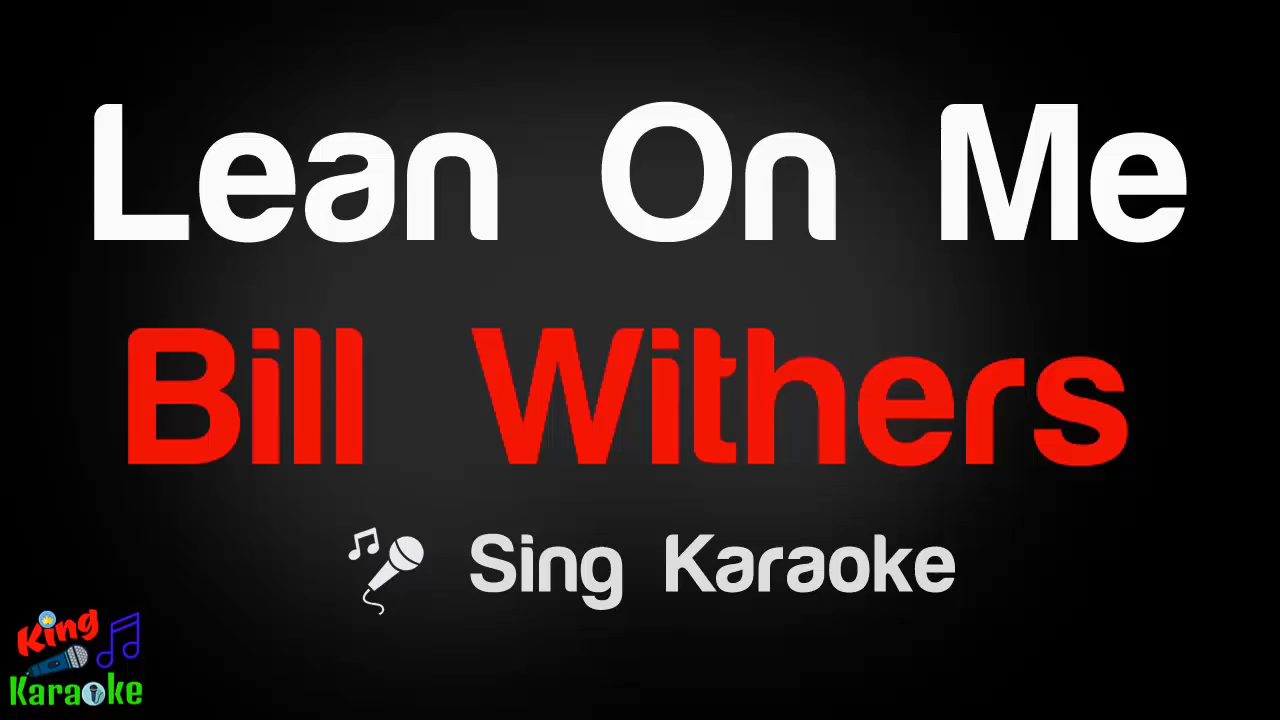 Lean On Me
Bill Withers
Sing Karaoke
King
Karaoke